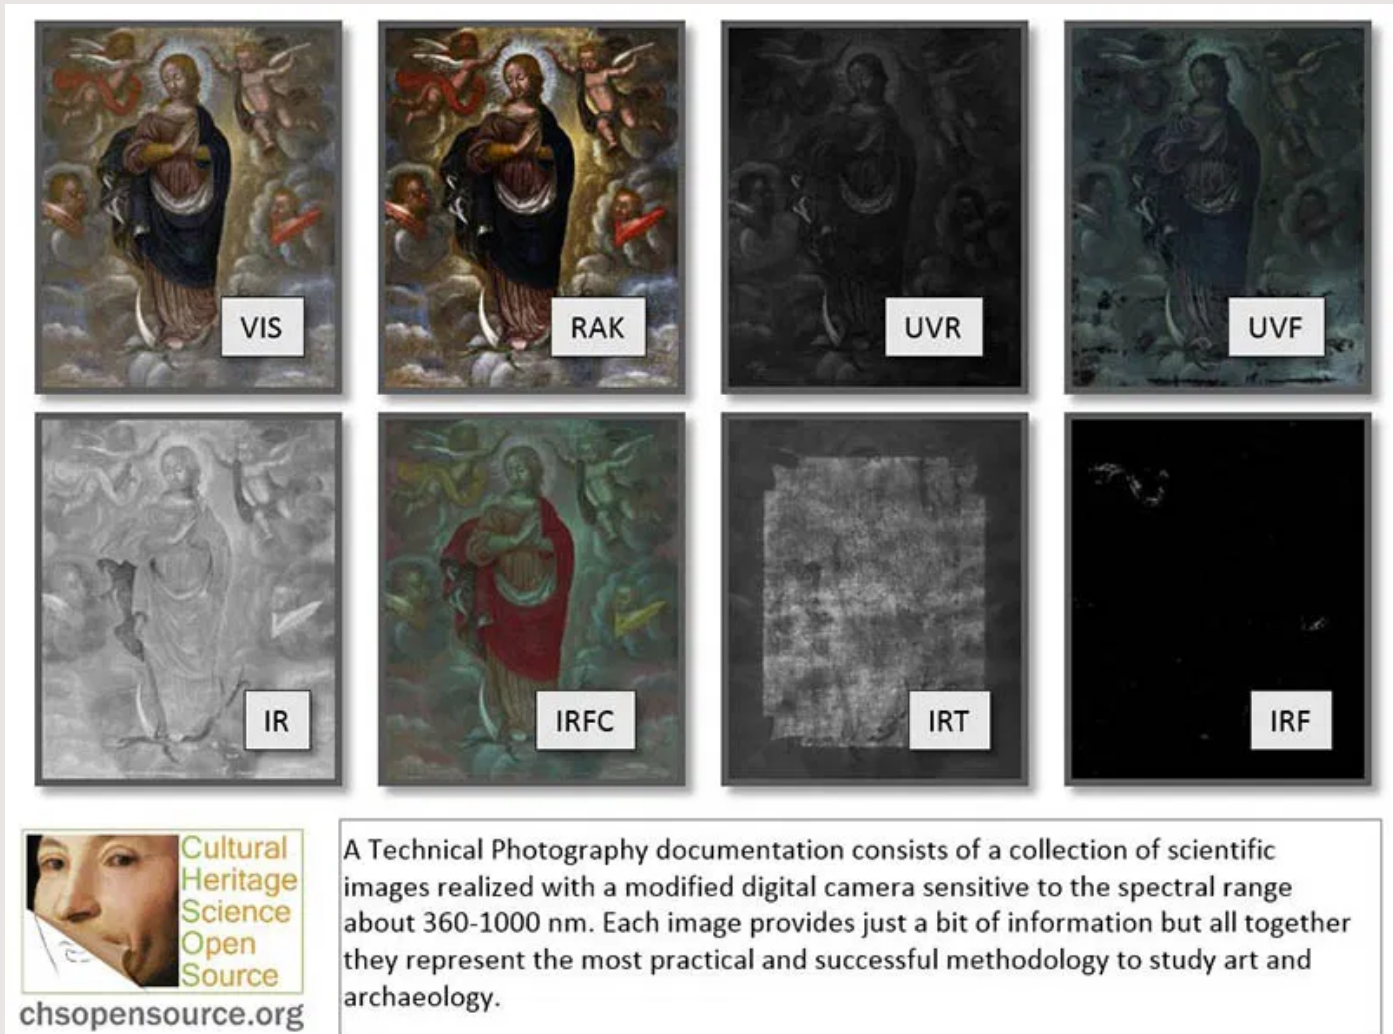 VIS
RAK
UVR
UVF
IR
IRFC
IRT
IRF
Cultural
Heritage
Science
Open
Source
chsopensource.org
A Technical Photography documentation consists of a collection of scientific
images realized with a modified digital camera sensitive to the spectral range
about 360-1000 nm. Each image provides just a bit of information but all together
they represent the most practical and successful methodology to study art and
archaeology.